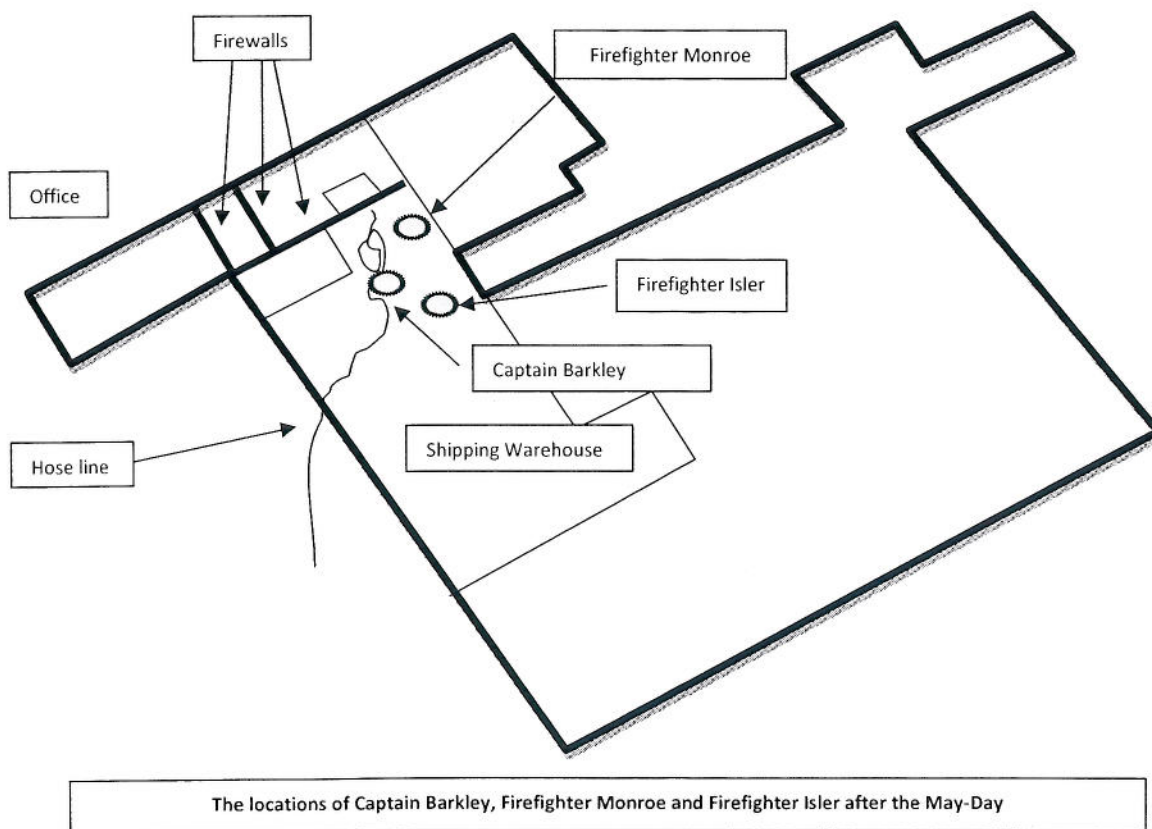 Firewalls
Firefighter Monroe
Office
Firefighter Isler
Captain Barkley
Shipping Warehouse
Hose line
The locations of Captain Barkley, Firefighter Monroe and Firefighter Isler after the May-Day